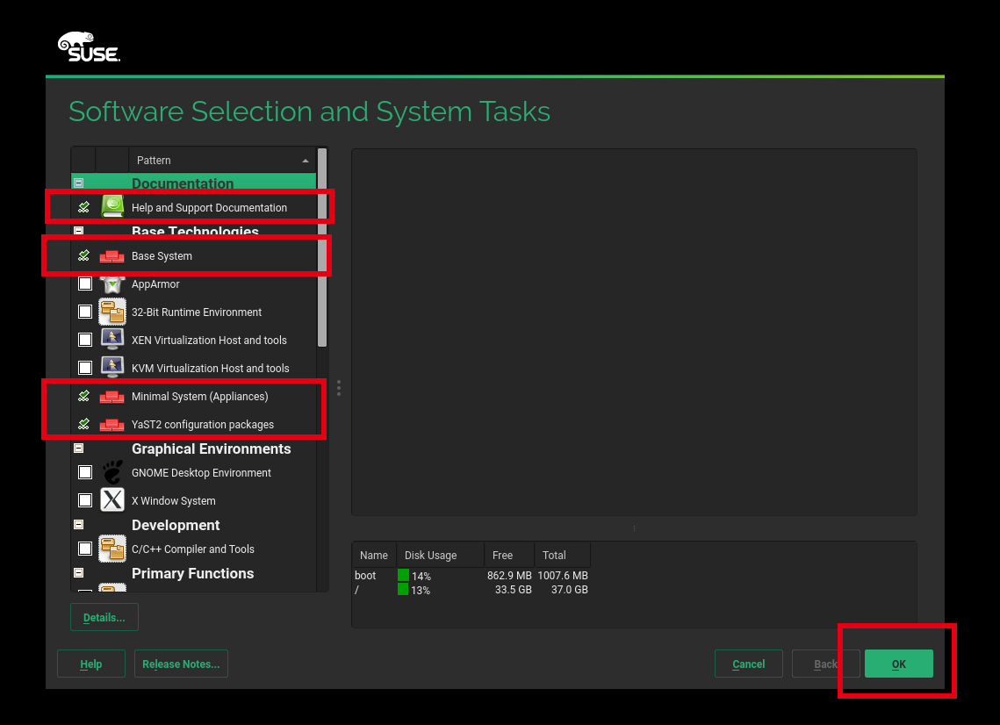 SUSE.
Software Selection and System Tasks
Pattern
Documentation
Help and Support Documentation
Base Technologies
Base System
AppArmor
32-Bit Runtime Environment
XEN Virtualization Host and tools
KVM Virtualization Host and tools
Minimal System (Appliances)
YaST2 configuration packages
Graphical Environments
GNOME Desktop Environment
X Window System
Development
C/C++ Compiler and Tools
Primary Functions
Name Disk Usage Free Total
boot 14% 862.9 MB 1007.6 MB
/ 13% 33.5 GB 37.0 GB
Details...
Help Release Notes... Cancel Back OK